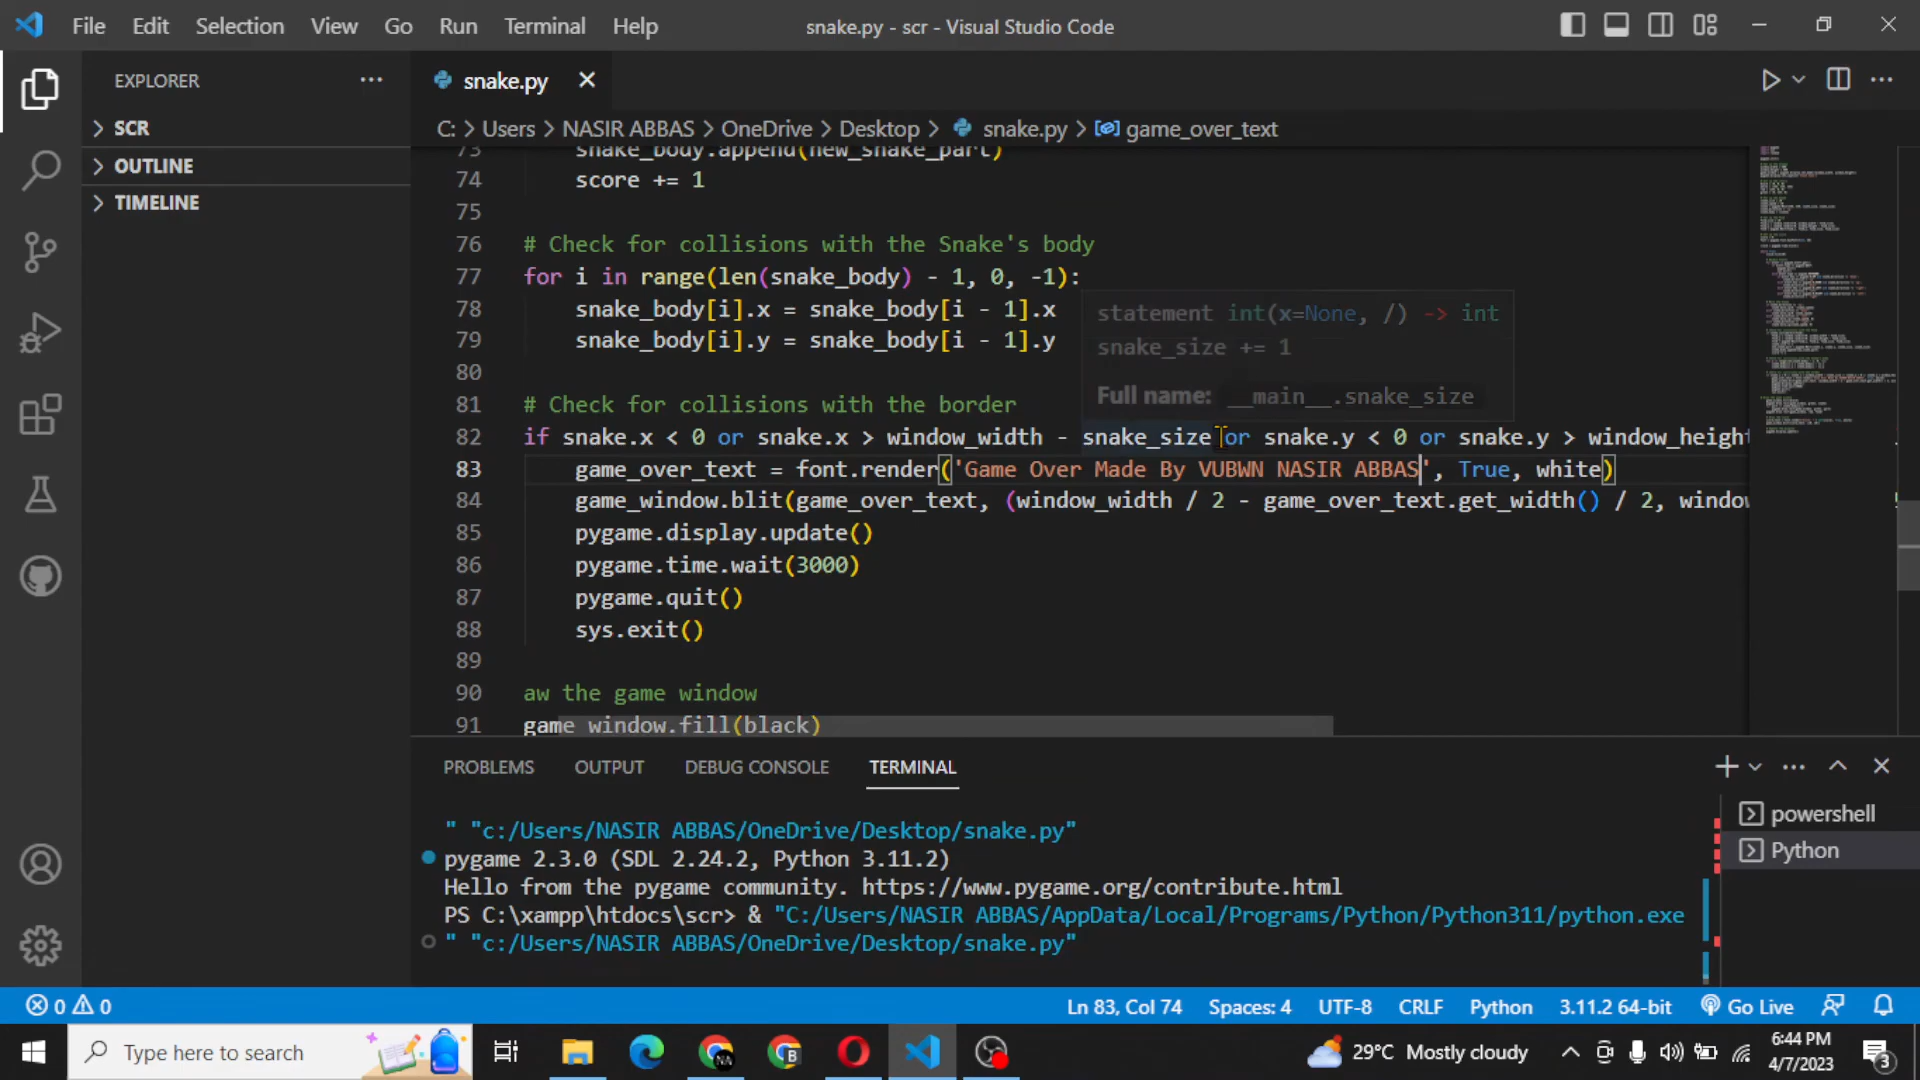 File Edit Selection View Go Run Terminal Help snake.py - scr - Visual Studio Code
EXPLORER
SCR
OUTLINE
TIMELINE
snake.py
C: > Users > NASIR ABBAS > OneDrive > Desktop > snake.py > game_over_text
73 snake_body.append(new_snake_part)
74 score += 1
75
76 # Check for collisions with the Snake's body
77 for i in range(len(snake_body) - 1, 0, -1):
78 snake_body[i].x = snake_body[i - 1].x
79 snake_body[i].y = snake_body[i - 1].y
statement int(x=None, /) -> int
snake_size += 1
Full name: __main__.snake_size
80
81 # Check for collisions with the border
82 if snake.x < 0 or snake.x > window_width - snake_size or snake.y < 0 or snake.y > window_height
83 game_over_text = font.render('Game Over Made By VUBWN NASIR ABBAS', True, white)
84 game_window.blit(game_over_text, (window_width / 2 - game_over_text.get_width() / 2, window
85 pygame.display.update()
86 pygame.time.wait(3000)
87 pygame.quit()
88 sys.exit()
89
90 aw the game window
91 game_window.fill(black)
PROBLEMS OUTPUT DEBUG CONSOLE TERMINAL
" "c:/Users/NASIR ABBAS/OneDrive/Desktop/snake.py"
pygame 2.3.0 (SDL 2.24.2, Python 3.11.2)
Hello from the pygame community. https://www.pygame.org/contribute.html
PS C:\xampp\htdocs\scr> & "C:/Users/NASIR ABBAS/AppData/Local/Programs/Python/Python311/python.exe
" "c:/Users/NASIR ABBAS/OneDrive/Desktop/snake.py"
powershell
Python
0 0 Ln 83, Col 74 Spaces: 4 UTF-8 CRLF Python 3.11.2 64-bit Go Live
Type here to search
29°C Mostly cloudy
6:44 PM
4/7/2023
3